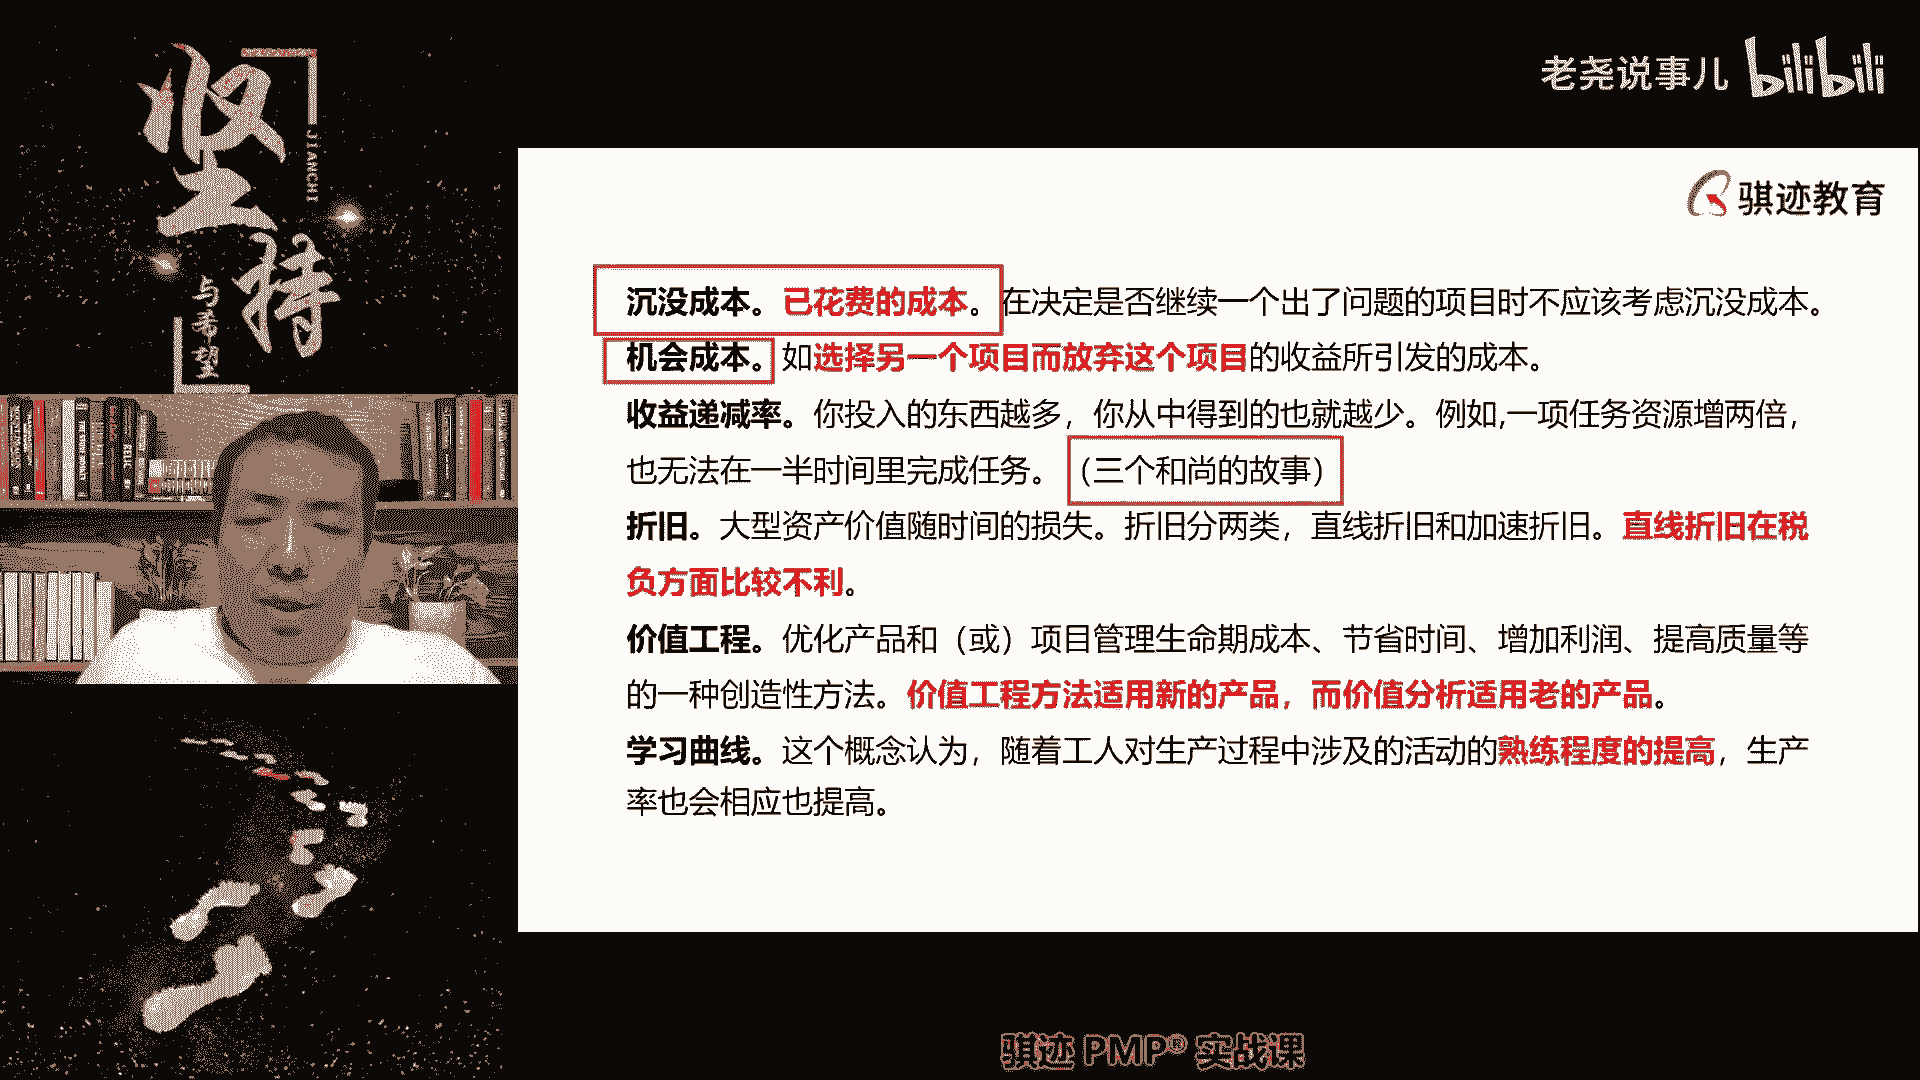 坚持
JIANCHI
与希望
老尧说事儿 bilibili
骐迹教育
沉没成本。已花费的成本。在决定是否继续一个出了问题的项目时不应该考虑沉没成本。
机会成本。如选择另一个项目而放弃这个项目的收益所引发的成本。
收益递减率。你投入的东西越多，你从中得到的也就越少。例如,一项任务资源增两倍，
也无法在一半时间里完成任务。（三个和尚的故事）
折旧。大型资产价值随时间的损失。折旧分两类，直线折旧和加速折旧。直线折旧在税
负方面比较不利。
价值工程。优化产品和（或）项目管理生命期成本、节省时间、增加利润、提高质量等
的一种创造性方法。价值工程方法适用新的产品，而价值分析适用老的产品。
学习曲线。这个概念认为，随着工人对生产过程中涉及的活动的熟练程度的提高，生产
率也会相应也提高。
骐迹 PMP® 实战课